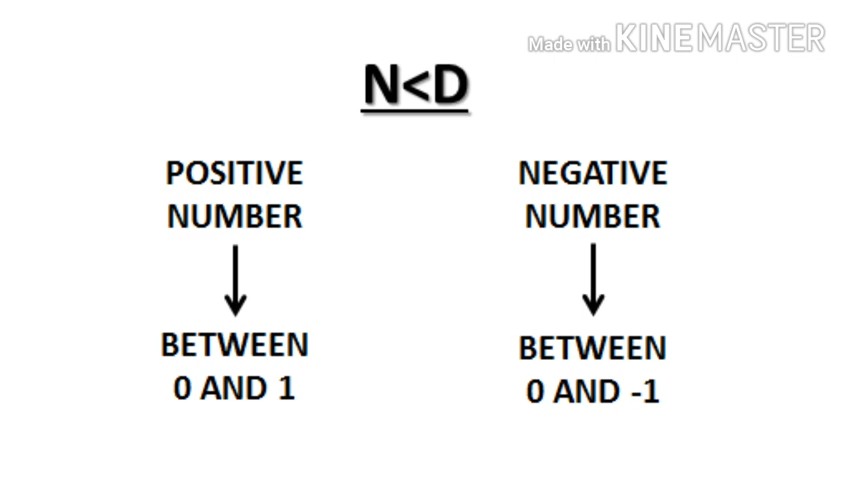 Made with KINEMASTER
N<D
POSITIVE
NUMBER
NEGATIVE
NUMBER
BETWEEN
0 AND 1
BETWEEN
0 AND -1